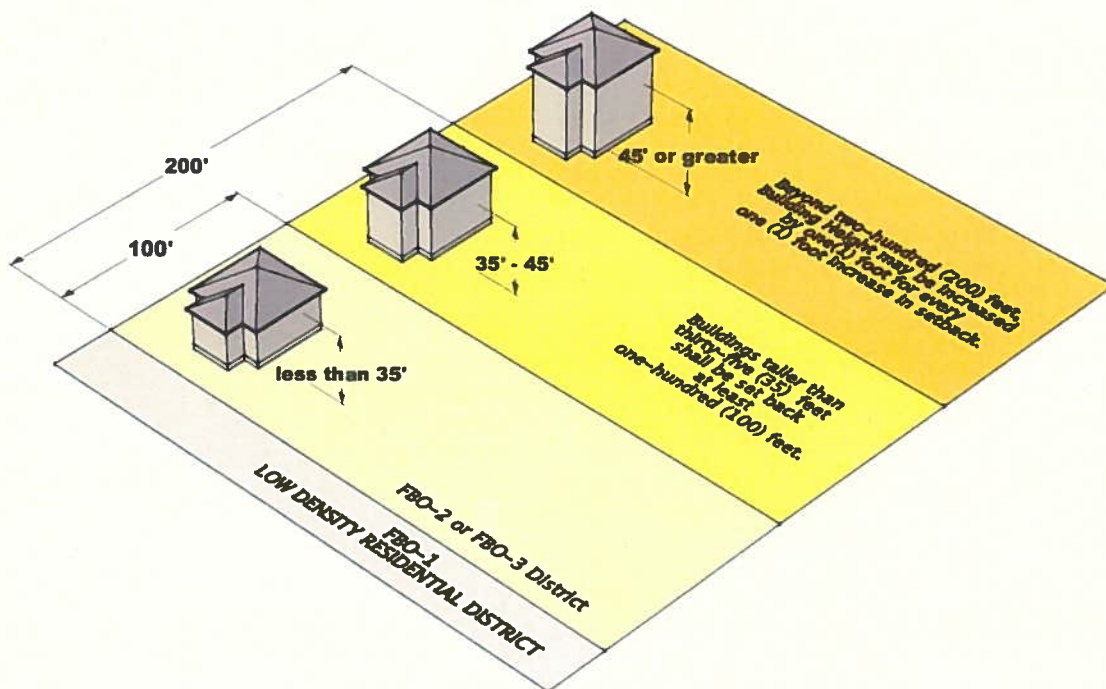 200'
100'
45' or greater
35' - 45'
less than 35'
Beyond two-hundred (200) feet,
Building Height may be increased
by one(1) foot for every
one (1) foot increase in setback.
Buildings taller than
thirty-five (35) feet
shall be set back
at least
one-hundred (100) feet.
FBO-2 or FBO-3 District
FBO-1
LOW DENSITY RESIDENTIAL DISTRICT